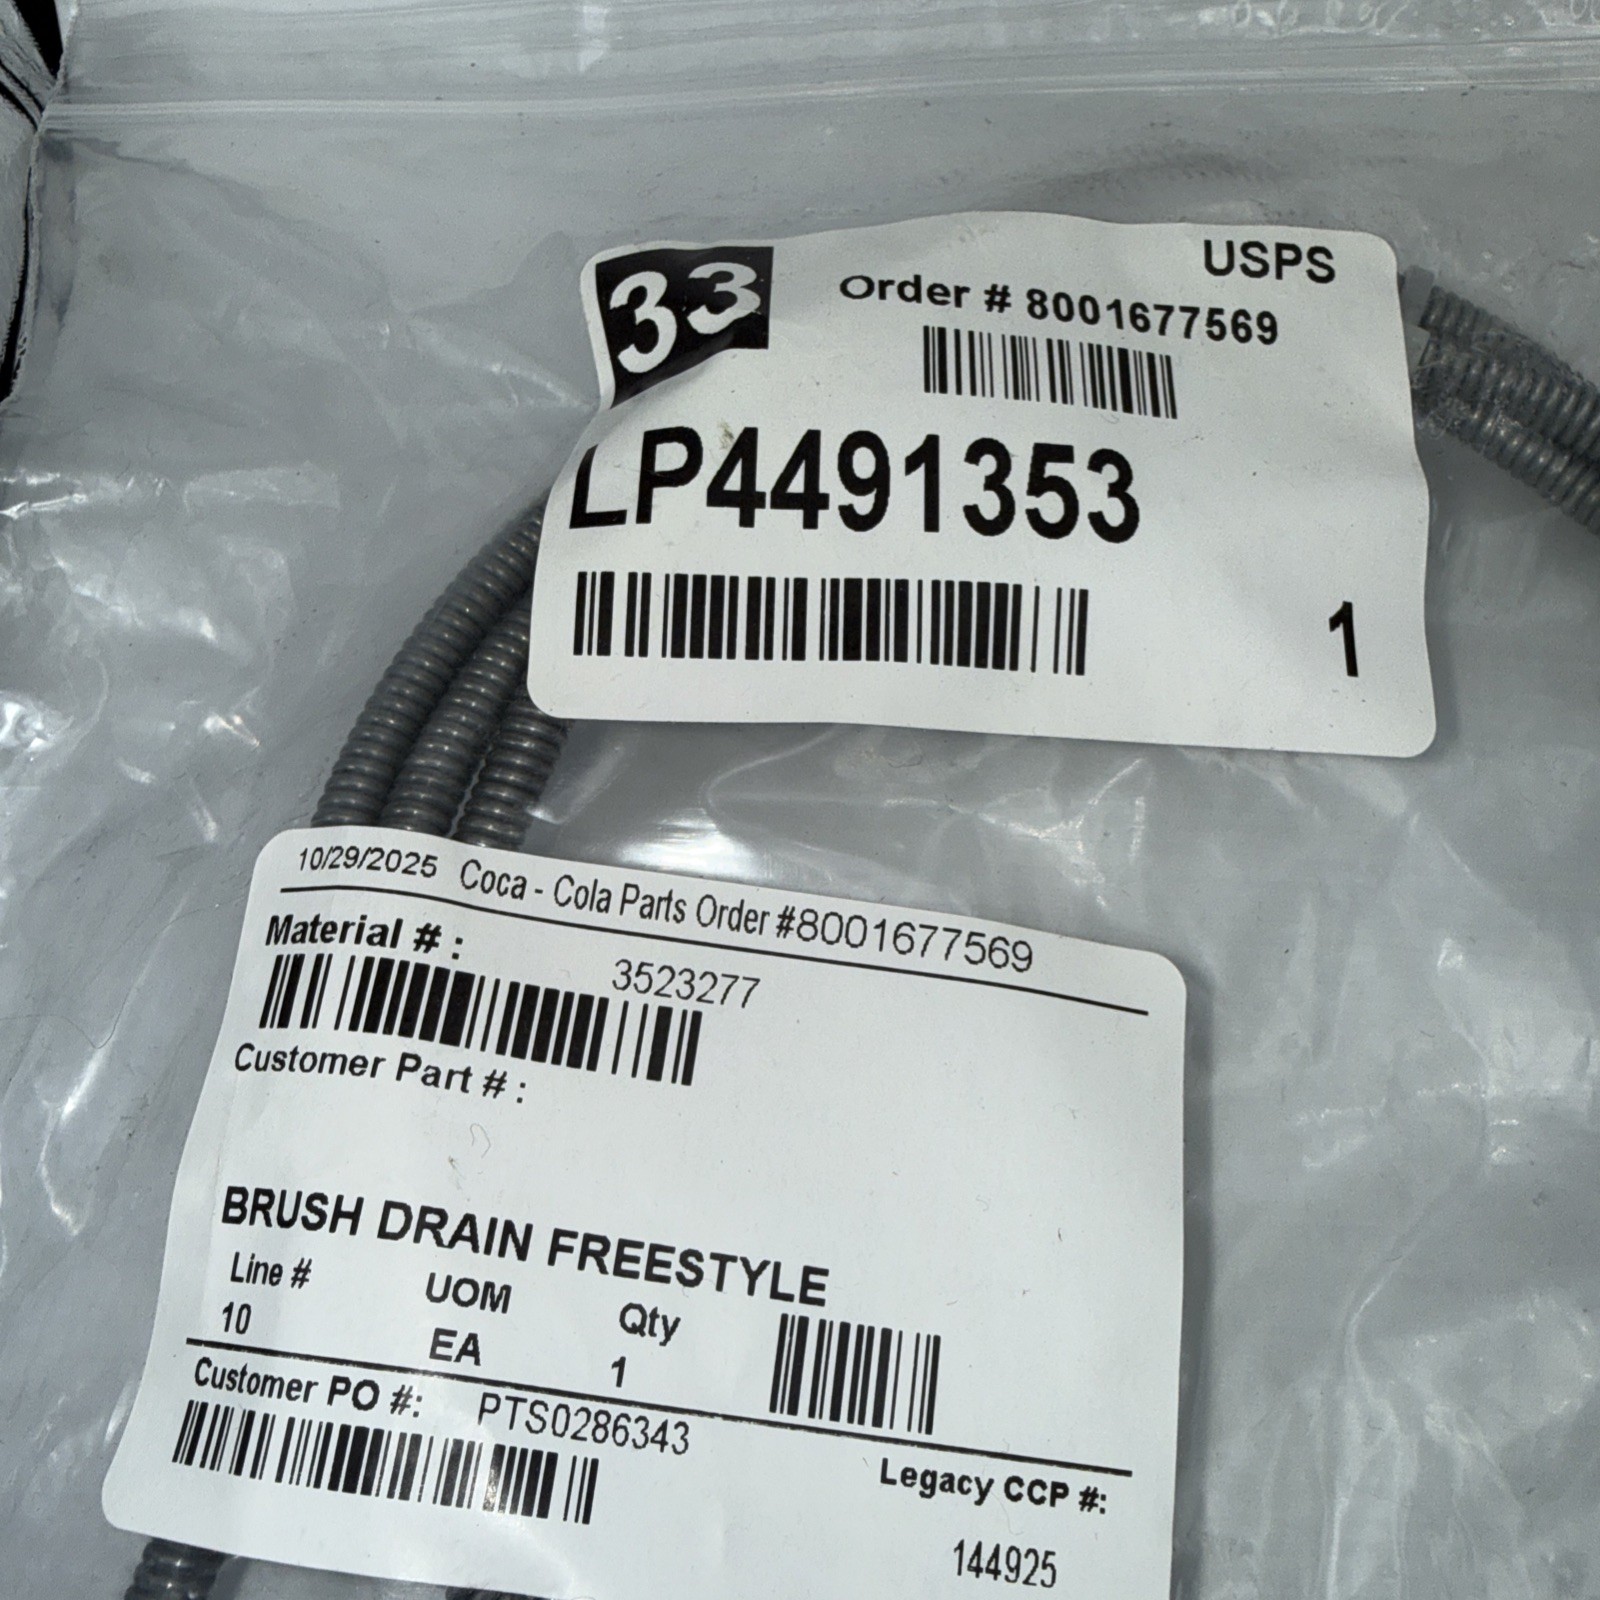 33
USPS
Order # 8001677569
LP4491353
1
10/29/2025 Coca - Cola Parts Order #8001677569
Material # :
3523277
Customer Part # :
BRUSH DRAIN FREESTYLE
Line # UOM Qty
10 EA 1
Customer PO #: PTS0286343
Legacy CCP #:
144925